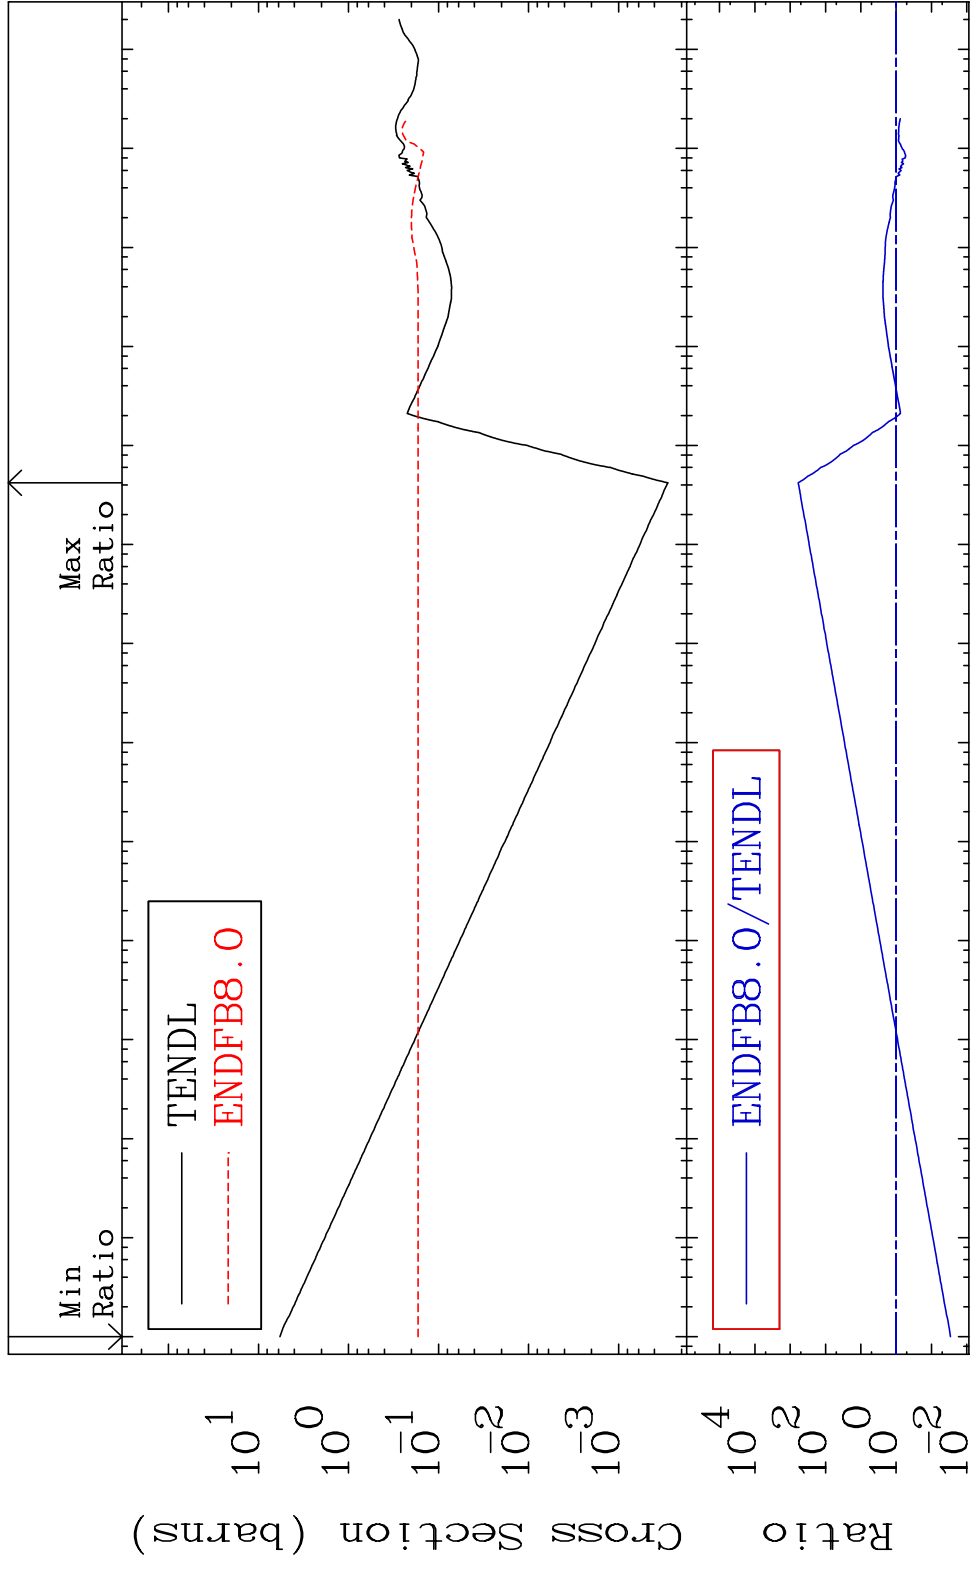 Min
Ratio
Max
Ratio
TENDL
ENDFB8.0
10^1
10^0
10^-1
10^-2
10^-3
Cross Section (barns)
ENDFB8.0/TENDL
10^4
10^2
10^0
10^-2
Ratio